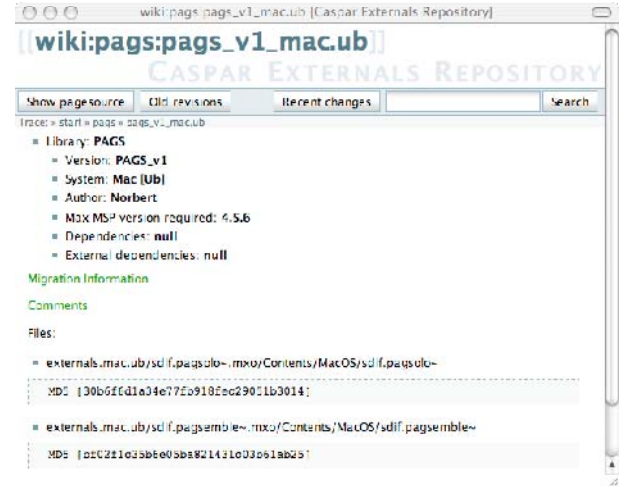 wiki:pags:pags_v1_mac.ub [Caspar Externals Repository]
[[wiki:pags:pags_v1_mac.ub]]
CASPAR EXTERNALS REPOSITORY
Show pagesource Old revisions Recent changes Search
Trace: » start » pags » pags_v1_mac.ub
Library: PAGS
Version: PAGS_v1
System: Mac [Ub]
Author: Norbert
Max MSP version required: 4.5.6
Dependencies: null
External dependencies: null
Migration Information
Comments
Files:
externals.mac.ub/sdif.pagsolo~.mxo/Contents/MacOS/sdif.pagsolo~
MD5
externals.mac.ub/sdif.pagsemble~.mxo/Contents/MacOS/sdif.pagsemble~
MD5